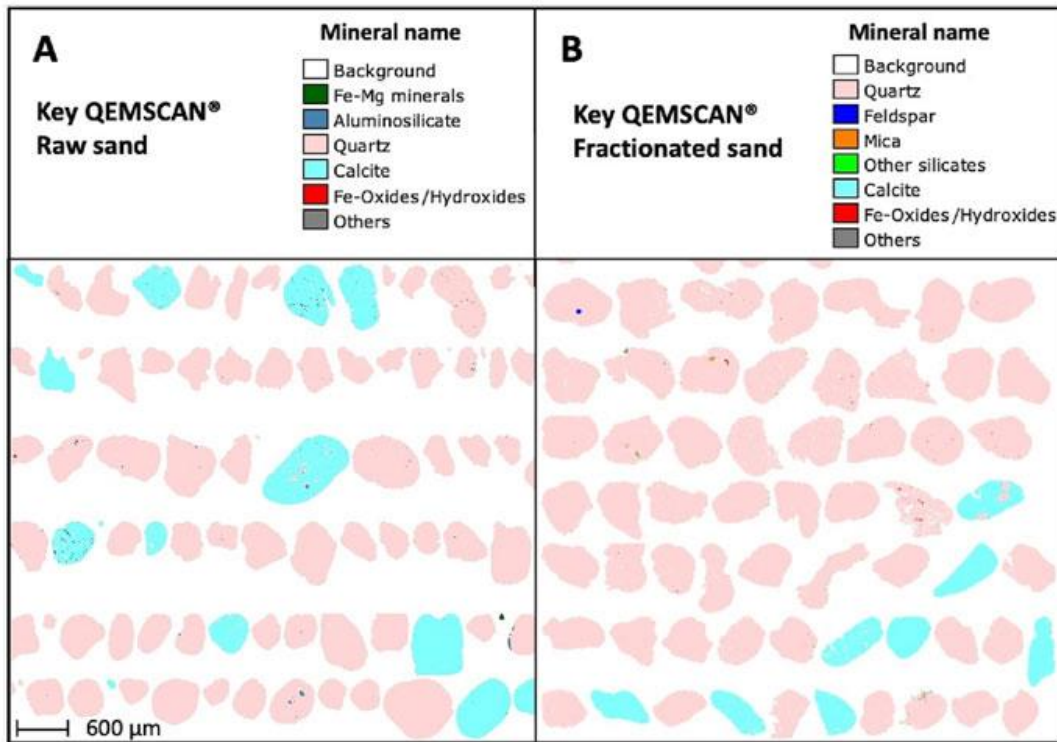 A
Key QEMSCAN®
Raw sand
Mineral name
Background
Fe-Mg minerals
Aluminosilicate
Quartz
Calcite
Fe-Oxides/Hydroxides
Others
B
Key QEMSCAN®
Fractionated sand
Mineral name
Background
Quartz
Feldspar
Mica
Other silicates
Calcite
Fe-Oxides/Hydroxides
Others
600 µm